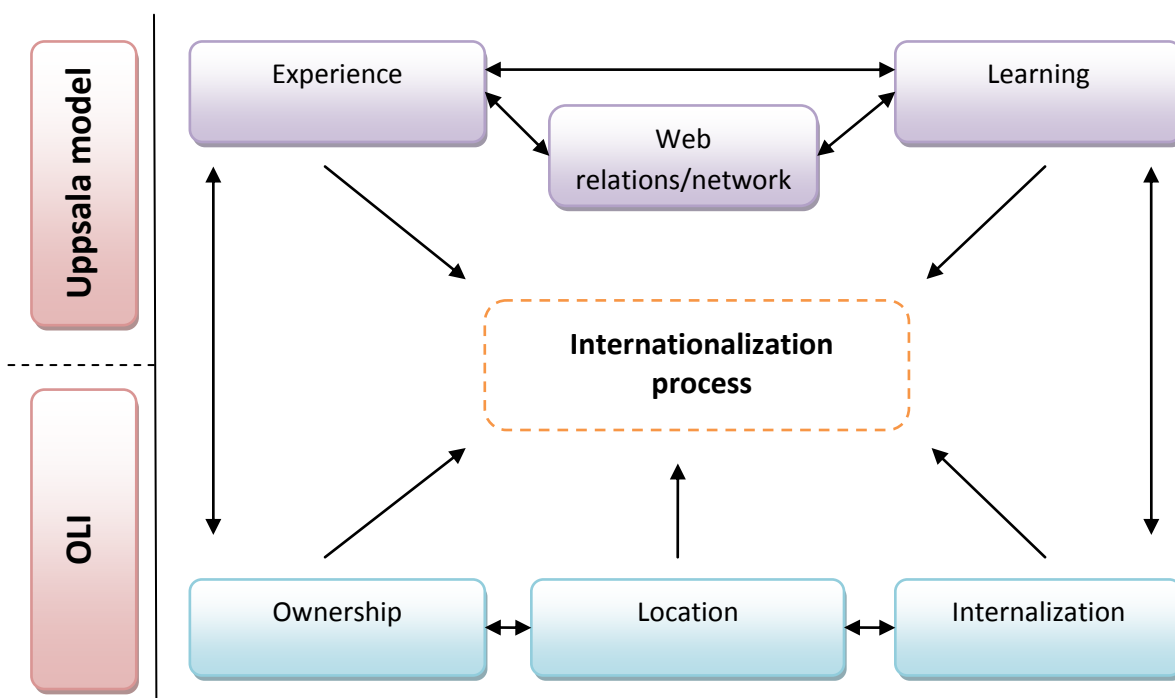 Uppsala model
Experience
Learning
Web
relations/network
Internationalization
process
OLI
Ownership
Location
Internalization